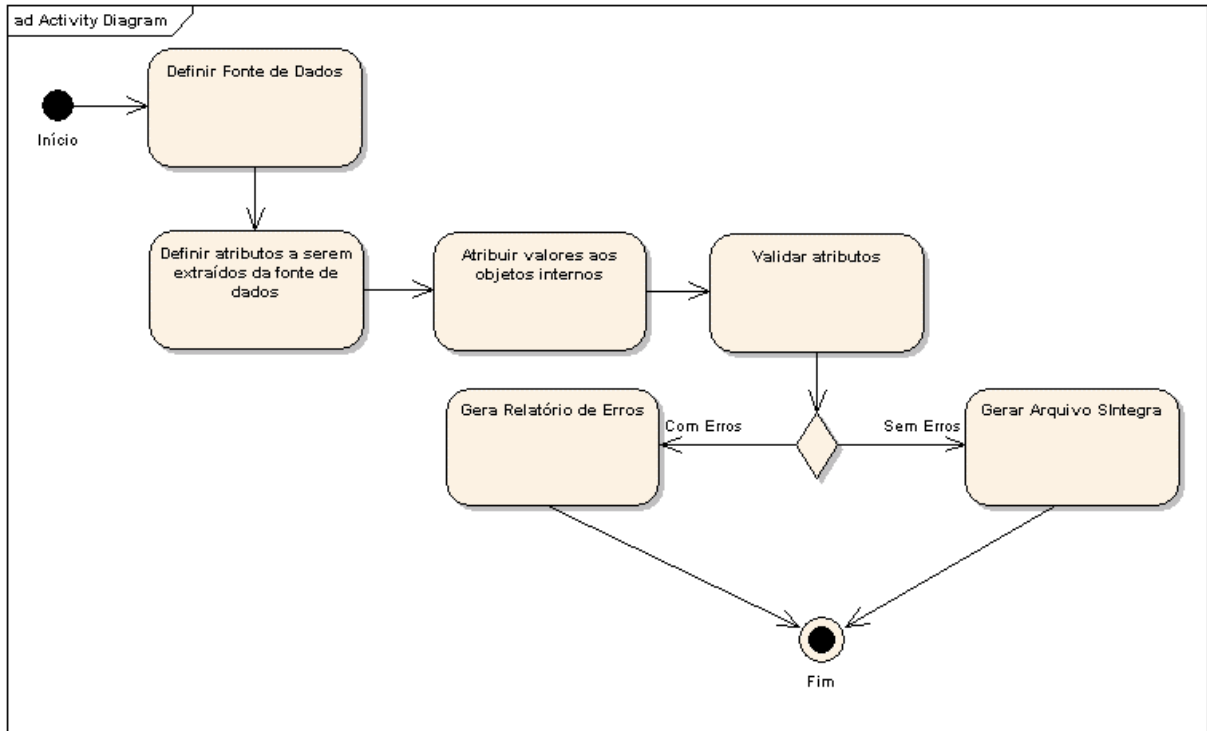 ad Activity Diagram
Definir Fonte de Dados
Início
Definir atributos a serem
extraídos da fonte de
dados
Atribuir valores aos
objetos internos
Validar atributos
Gera Relatório de Erros
Com Erros
Sem Erros
Gerar Arquivo SIntegra
Fim